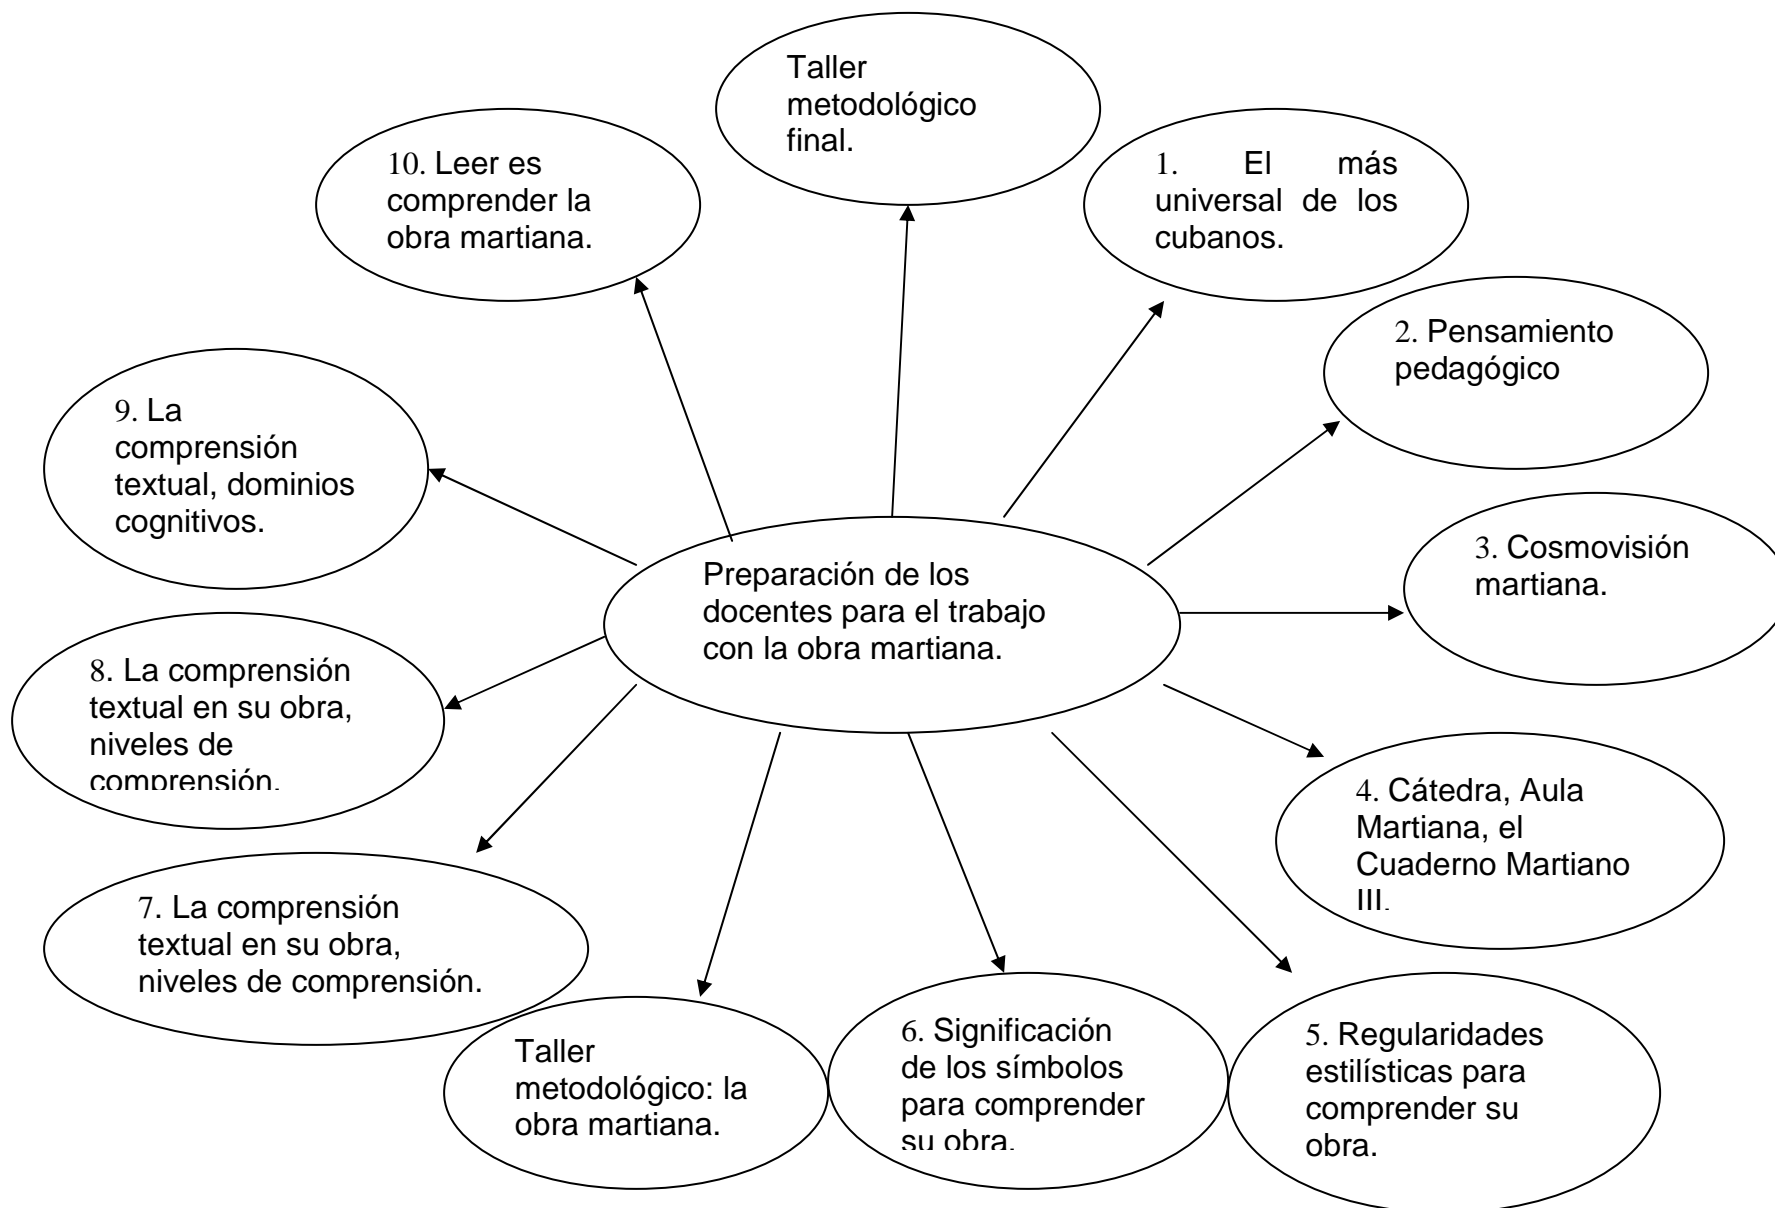 Taller
metodológico
final.
1. El más
universal de los
cubanos.
2. Pensamiento
pedagógico
3. Cosmovisión
martiana.
4. Cátedra, Aula
Martiana, el
Cuaderno Martiano
III.
5. Regularidades
estilísticas para
comprender su
obra.
6. Significación
de los símbolos
para comprender
su obra.
Taller
metodológico: la
obra martiana.
7. La comprensión
textual en su obra,
niveles de comprensión.
8. La comprensión
textual en su obra,
niveles de
comprensión.
9. La
comprensión
textual, dominios
cognitivos.
10. Leer es
comprender la
obra martiana.
Preparación de los
docentes para el trabajo
con la obra martiana.